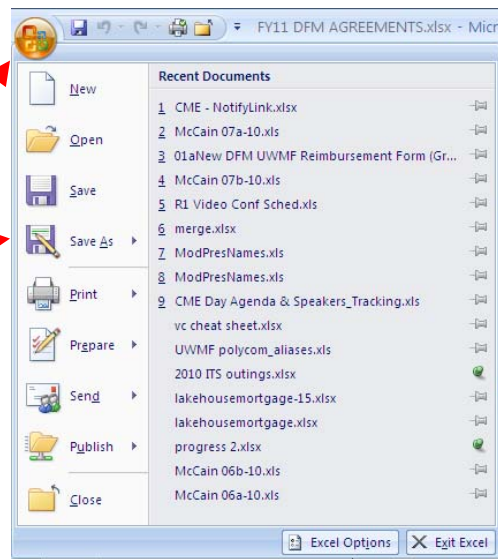 FY11 DFM AGREEMENTS.xlsx - Micr
New
Open
Save
Save As
Print
Prepare
Send
Publish
Close
Recent Documents
1 CME - NotifyLink.xlsx
2 McCain 07a-10.xls
3 01aNew DFM UWMF Reimbursement Form (Gr...
4 McCain 07b-10.xls
5 R1 Video Conf Sched.xls
6 merge.xlsx
7 ModPresNames.xls
8 ModPresNames.xls
9 CME Day Agenda & Speakers_Tracking.xls
vc cheat sheet.xlsx
UWMF polycom_aliases.xls
2010 ITS outings.xlsx
lakehousemortgage-15.xlsx
lakehousemortgage.xlsx
progress 2.xlsx
McCain 06b-10.xls
McCain 06a-10.xls
Excel Options
Exit Excel